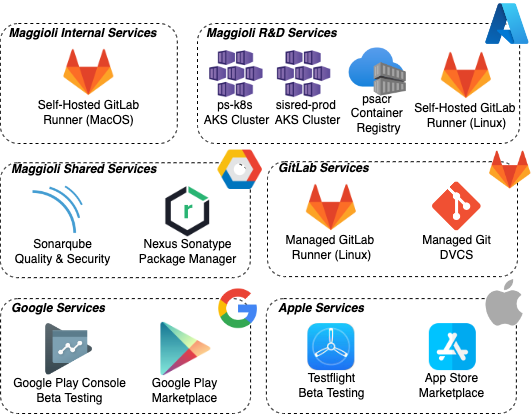 Maggioli Internal Services
Self-Hosted GitLab
Runner (MacOS)
Maggioli R&D Services
ps-k8s
AKS Cluster
sisred-prod
AKS Cluster
psacr
Container
Registry
Self-Hosted GitLab
Runner (Linux)
Maggioli Shared Services
Sonarqube
Quality & Security
r
Nexus Sonatype
Package Manager
GitLab Services
Managed GitLab
Runner (Linux)
Managed Git
DVCS
Google Services
Google Play Console
Beta Testing
Google Play
Marketplace
Apple Services
Testflight
Beta Testing
App Store
Marketplace